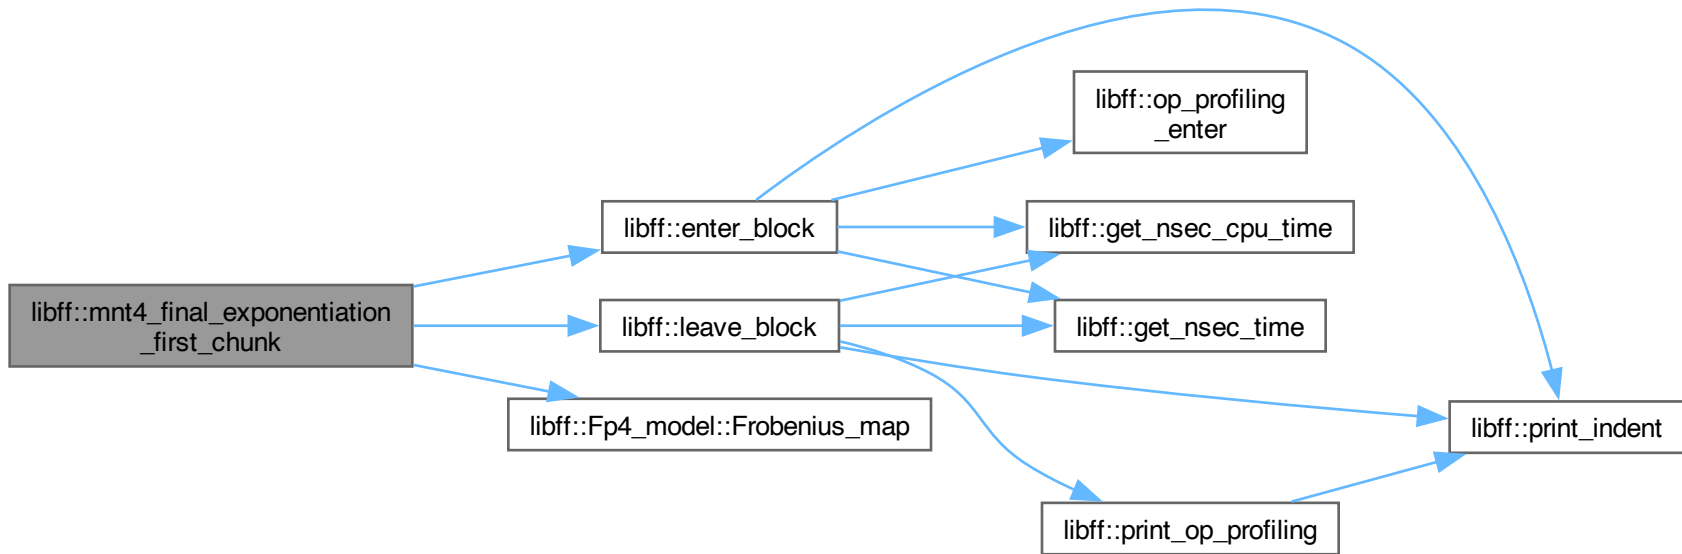 libff::mnt4_final_exponentiation
_first_chunk
libff::enter_block
libff::leave_block
libff::Fp4_model::Frobenius_map
libff::op_profiling
_enter
libff::get_nsec_cpu_time
libff::get_nsec_time
libff::print_op_profiling
libff::print_indent